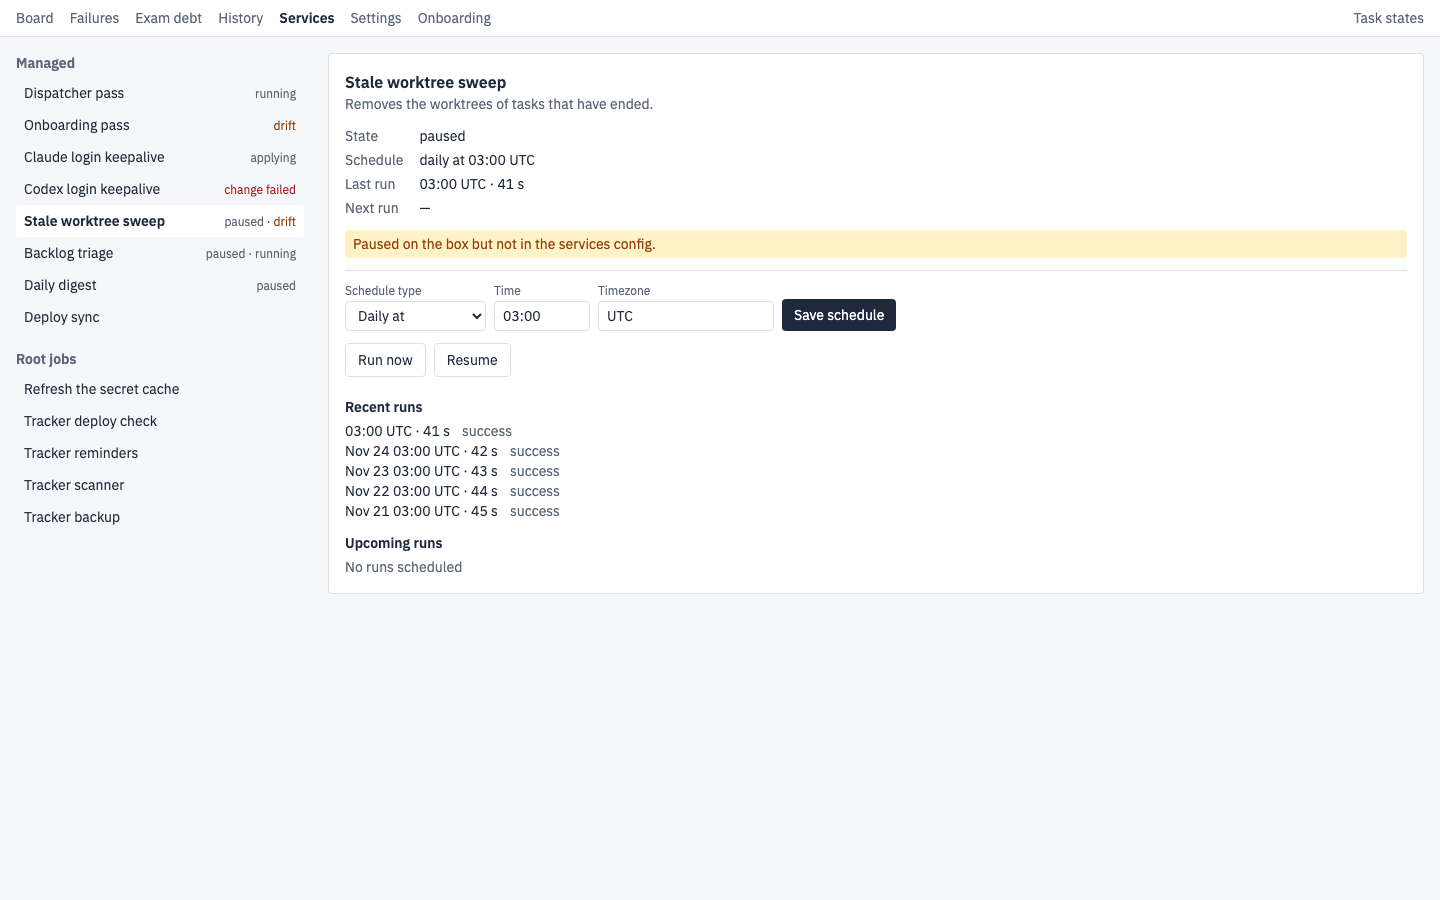 Board Failures Exam debt History Services Settings Onboarding Task states
Managed
Dispatcher pass running
Onboarding pass drift
Claude login keepalive applying
Codex login keepalive change failed
Stale worktree sweep paused · drift
Backlog triage paused · running
Daily digest paused
Deploy sync
Root jobs
Refresh the secret cache
Tracker deploy check
Tracker reminders
Tracker scanner
Tracker backup
Stale worktree sweep
Removes the worktrees of tasks that have ended.
State paused
Schedule daily at 03:00 UTC
Last run 03:00 UTC · 41 s
Next run —
Paused on the box but not in the services config.
Schedule type Time Timezone
Daily at 03:00 UTC Save schedule
Run now Resume
Recent runs
03:00 UTC · 41 s success
Nov 24 03:00 UTC · 42 s success
Nov 23 03:00 UTC · 43 s success
Nov 22 03:00 UTC · 44 s success
Nov 21 03:00 UTC · 45 s success
Upcoming runs
No runs scheduled